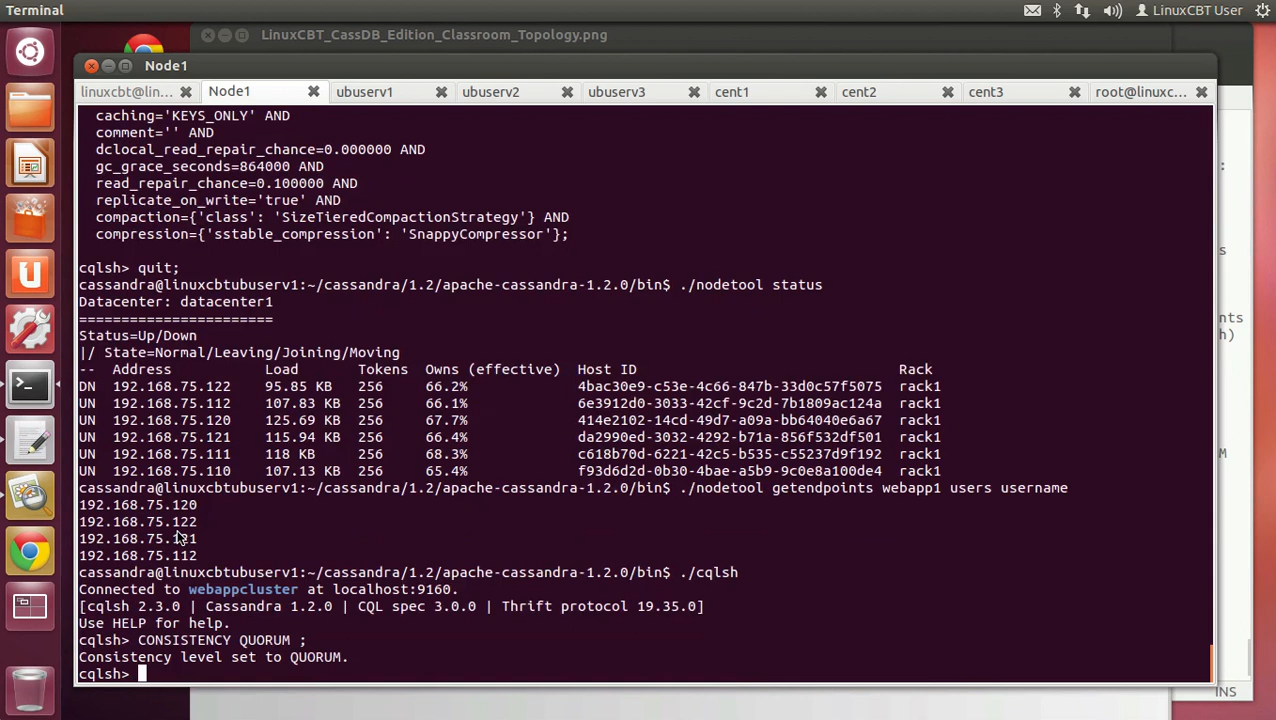 Terminal
LinuxCBT User
LinuxCBT_CassDB_Edition_Classroom_Topology.png
Node1
linuxcbt@lin... Node1 ubuserv1 ubuserv2 ubuserv3 cent1 cent2 cent3 root@linuxc...
caching='KEYS_ONLY' AND
comment='' AND
dclocal_read_repair_chance=0.000000 AND
gc_grace_seconds=864000 AND
read_repair_chance=0.100000 AND
replicate_on_write='true' AND
compaction={'class': 'SizeTieredCompactionStrategy'} AND
compression={'sstable_compression': 'SnappyCompressor'};
cqlsh> quit;
cassandra@linuxcbtubuserv1:~/cassandra/1.2/apache-cassandra-1.2.0/bin$ ./nodetool status
Datacenter: datacenter1
=======================
Status=Up/Down
|/ State=Normal/Leaving/Joining/Moving
-- Address Load Tokens Owns (effective) Host ID Rack
DN 192.168.75.122 95.85 KB 256 66.2% 4bac30e9-c53e-4c66-847b-33d0c57f5075 rack1
UN 192.168.75.112 107.83 KB 256 66.1% 6e3912d0-3033-42cf-9c2d-7b1809ac124a rack1
UN 192.168.75.120 125.69 KB 256 67.7% 414e2102-14cd-49d7-a09a-bb64040e6a67 rack1
UN 192.168.75.121 115.94 KB 256 66.4% da2990ed-3032-4292-b71a-856f532df501 rack1
UN 192.168.75.111 118 KB 256 68.3% c618b70d-6221-42c5-b535-c55237d9f192 rack1
UN 192.168.75.110 107.13 KB 256 65.4% f93d6d2d-0b30-4bae-a5b9-9c0e8a100de4 rack1
cassandra@linuxcbtubuserv1:~/cassandra/1.2/apache-cassandra-1.2.0/bin$ ./nodetool getendpoints webapp1 users username
192.168.75.120
192.168.75.122
192.168.75.121
192.168.75.112
cassandra@linuxcbtubuserv1:~/cassandra/1.2/apache-cassandra-1.2.0/bin$ ./cqlsh
Connected to webappcluster at localhost:9160.
[cqlsh 2.3.0 | Cassandra 1.2.0 | CQL spec 3.0.0 | Thrift protocol 19.35.0]
Use HELP for help.
cqlsh> CONSISTENCY QUORUM ;
Consistency level set to QUORUM.
cqlsh>
INS